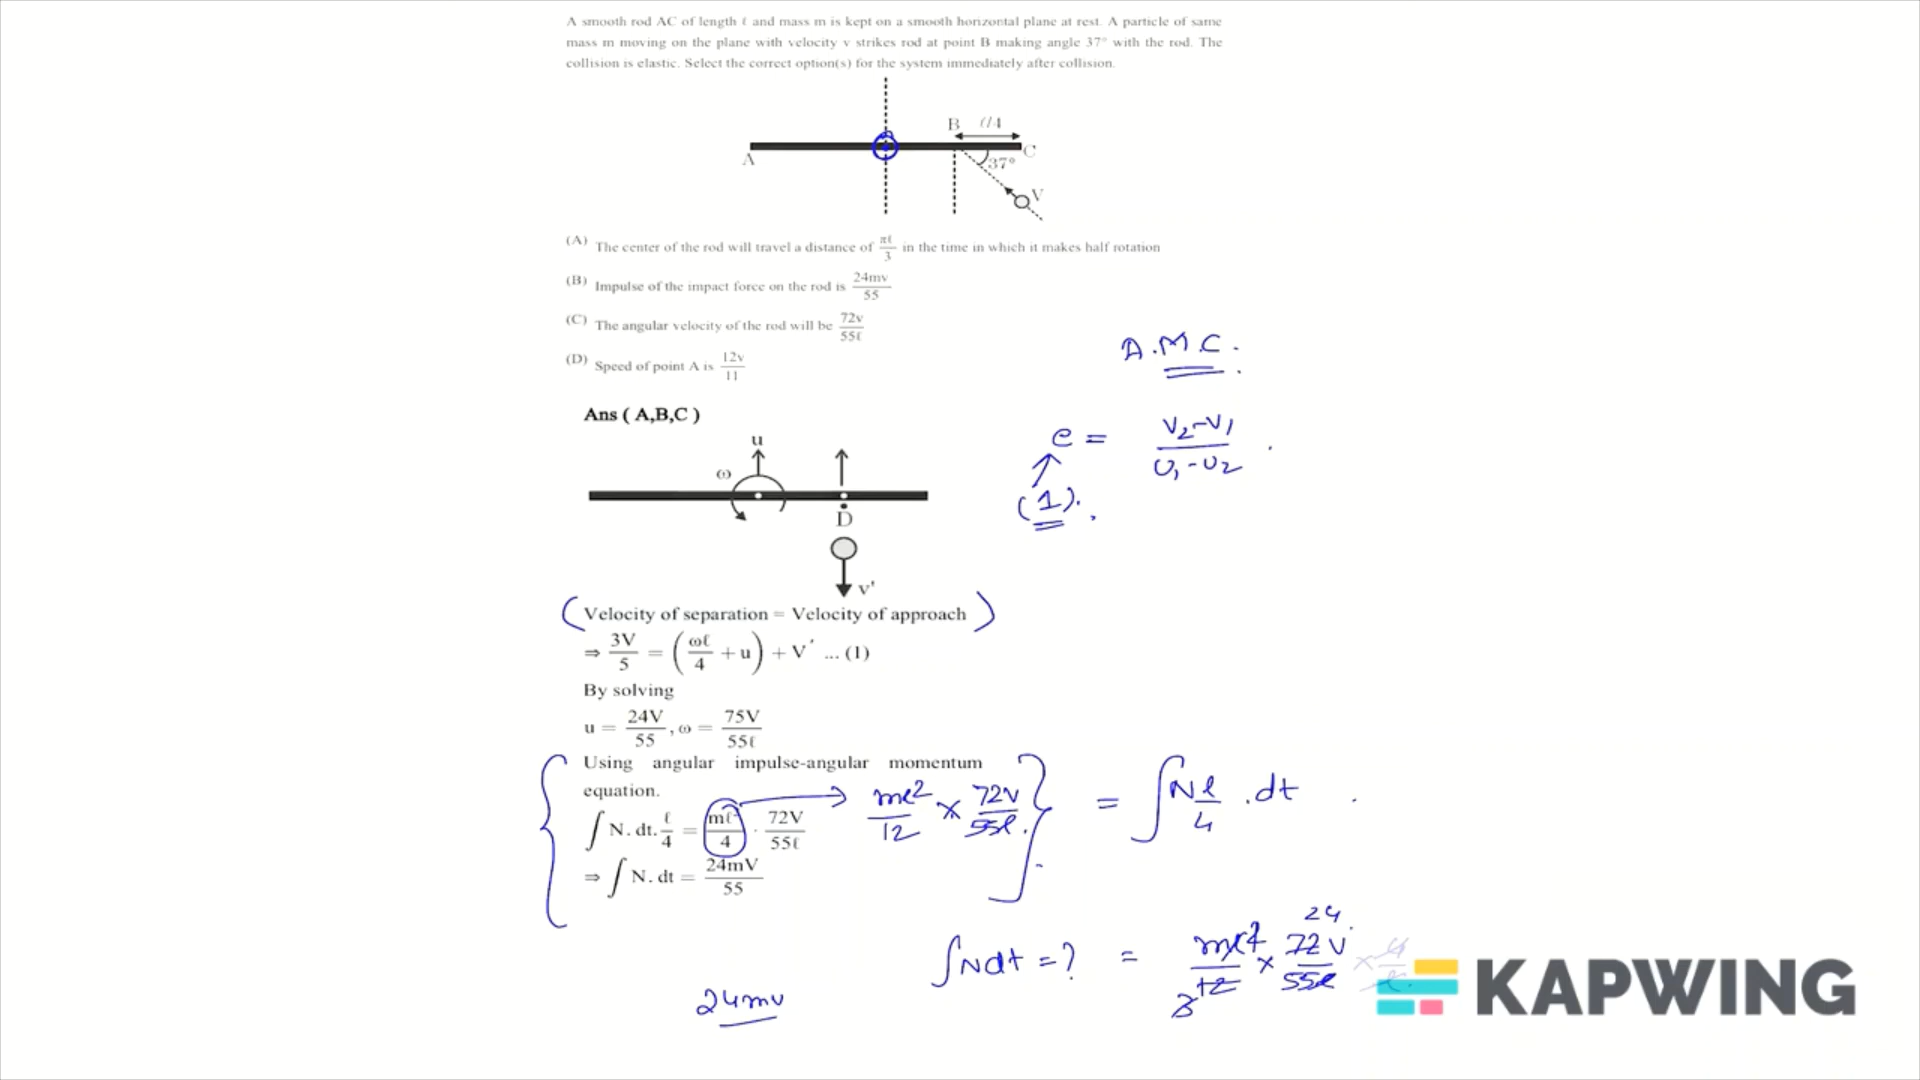 A smooth rod AC of length ℓ and mass m is kept on a smooth horizontal plane at rest. A particle of same
mass m moving on the plane with velocity v strikes rod at point B making angle 37° with the rod. The
collision is elastic. Select the correct option(s) for the system immediately after collision.
B ℓ/4
A C
37°
V
(A) The center of the rod will travel a distance of πℓ/3 in the time in which it makes half rotation
(B) Impulse of the impact force on the rod is 24mv/55
(C) The angular velocity of the rod will be 72v/55ℓ
(D) Speed of point A is 12v/11
A.M.C.
Ans ( A,B,C )
e = (v2-v1)/(u1-u2)
(1).
u
ω
D
v'
(Velocity of separation = Velocity of approach)
⇒ 3V/5 = (ωℓ/4 + u) + V' ... (1)
By solving
u = 24V/55 , ω = 75V/55ℓ
Using angular impulse-angular momentum
equation.
∫N. dt. ℓ/4 = mℓ²/4 . 72V/55ℓ
mℓ²/12 × 72V/55ℓ. = ∫N ℓ/4 .dt
⇒ ∫N. dt = 24mV/55
24
∫Ndt = ? = mℓ²/12 × 72V/55ℓ × 4/ℓ.
3
24mv
KAPWING